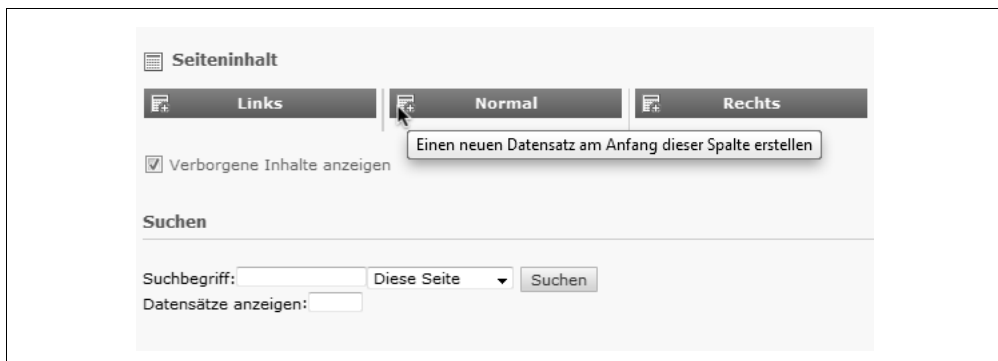 Seiteninhalt
Links Normal Rechts
Einen neuen Datensatz am Anfang dieser Spalte erstellen
Verborgene Inhalte anzeigen
Suchen
Suchbegriff: Diese Seite Suchen
Datensätze anzeigen: